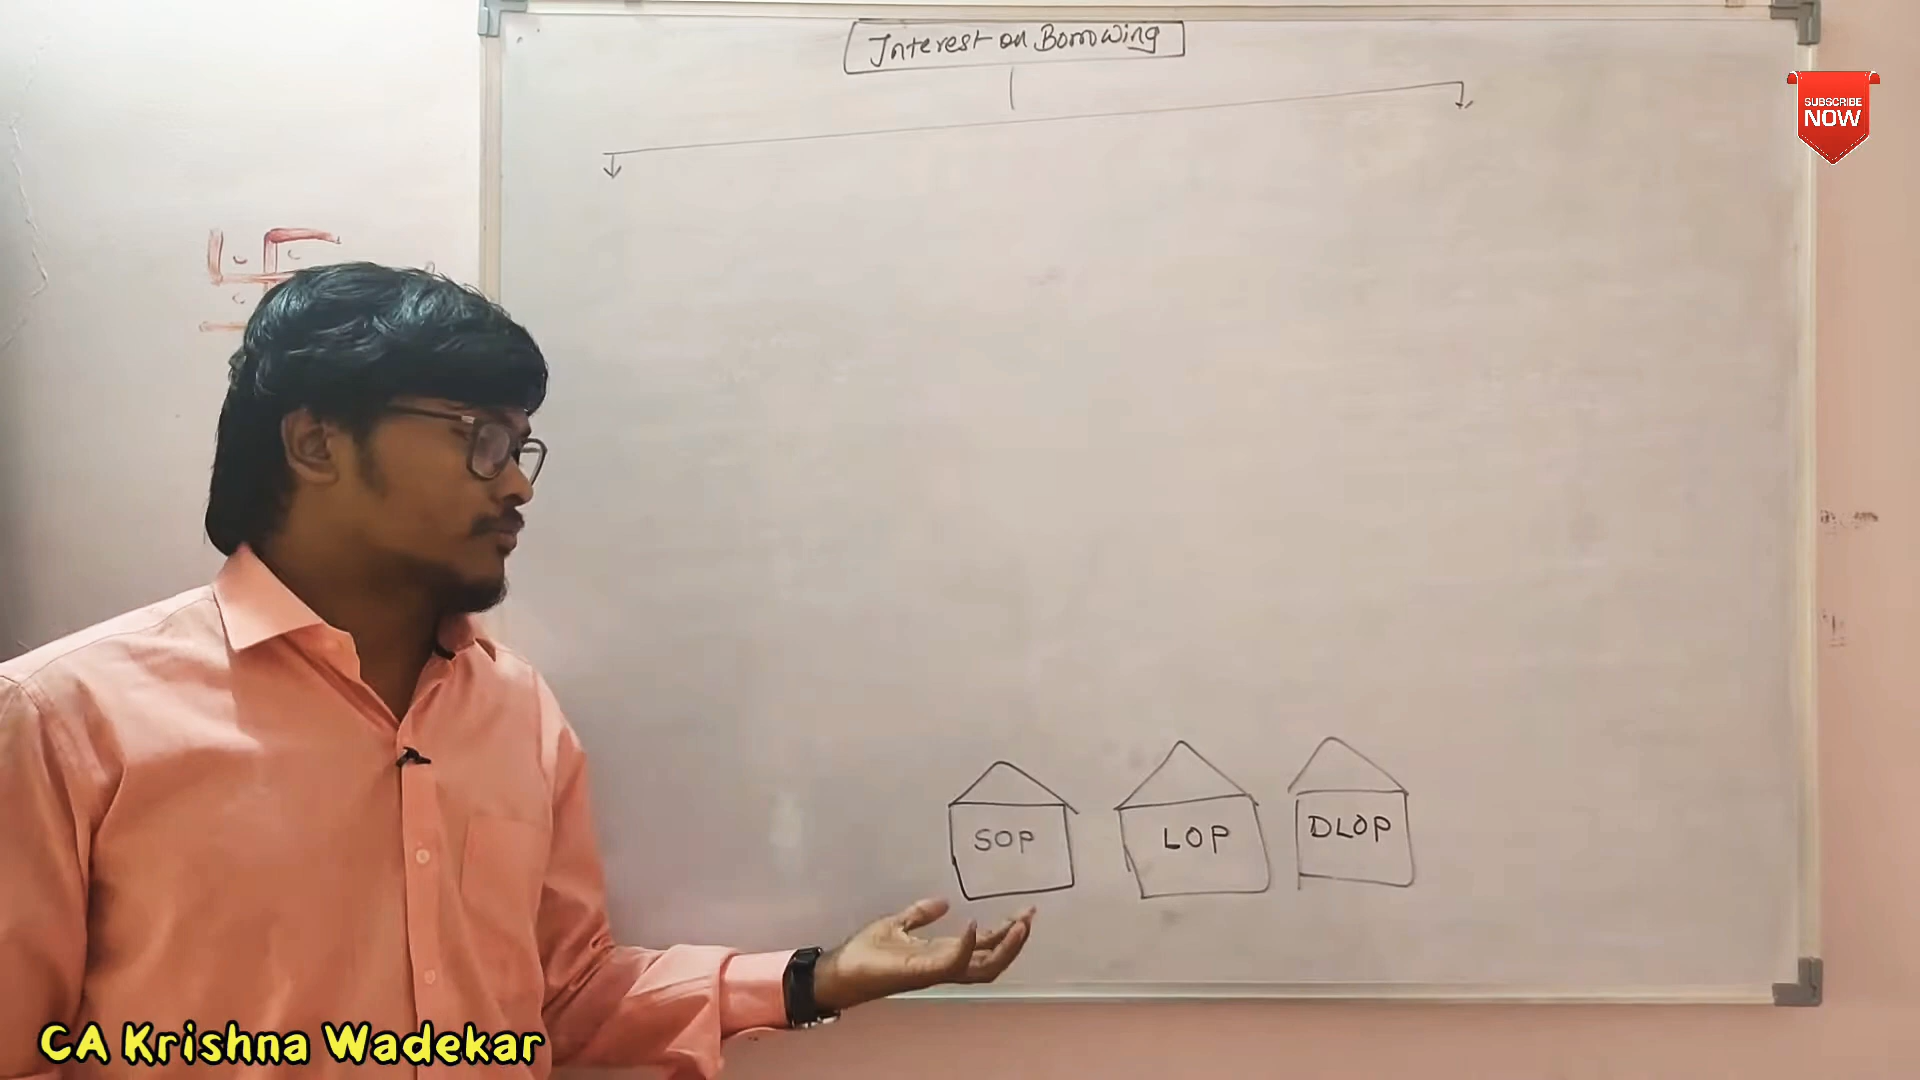 Interest on Borrowing
SUBSCRIBE
NOW
SOP
LOP
DLOP
CA Krishna Wadekar